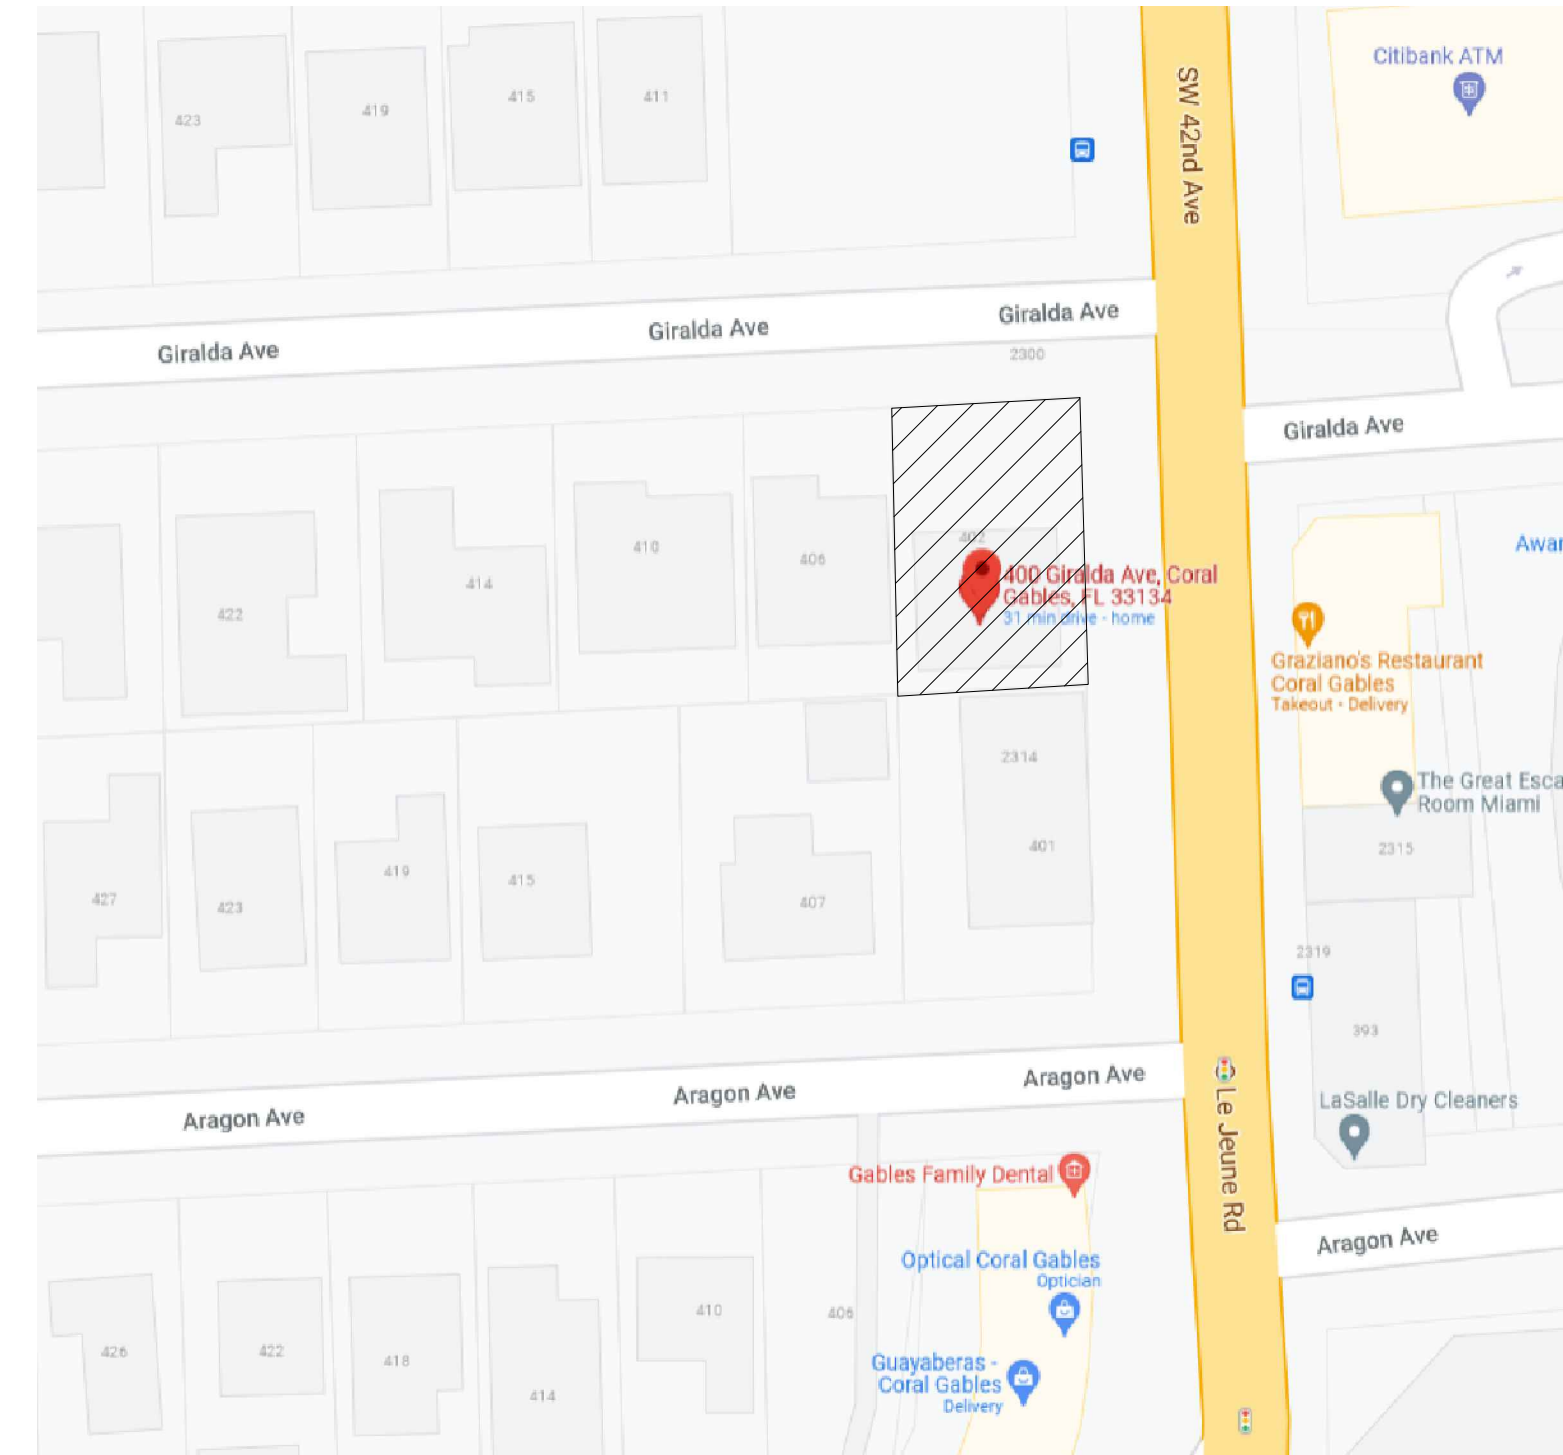 Citibank ATM
SW 42nd Ave
423
419
415
411
Giralda Ave
Giralda Ave
Giralda Ave
2300
Giralda Ave
422
414
410
406
402
400 Giralda Ave, Coral
Gables, FL 33134
31 min drive - home
Awar
Graziano's Restaurant
Coral Gables
Takeout • Delivery
2314
401
The Great Esca
Room Miami
2315
427
423
419
415
407
2319
393
LaSalle Dry Cleaners
Aragon Ave
Aragon Ave
Aragon Ave
S Le Jeune Rd
Aragon Ave
Gables Family Dental
Optical Coral Gables
Optician
Guayaberas -
Coral Gables
Delivery
426
422
418
414
410
406